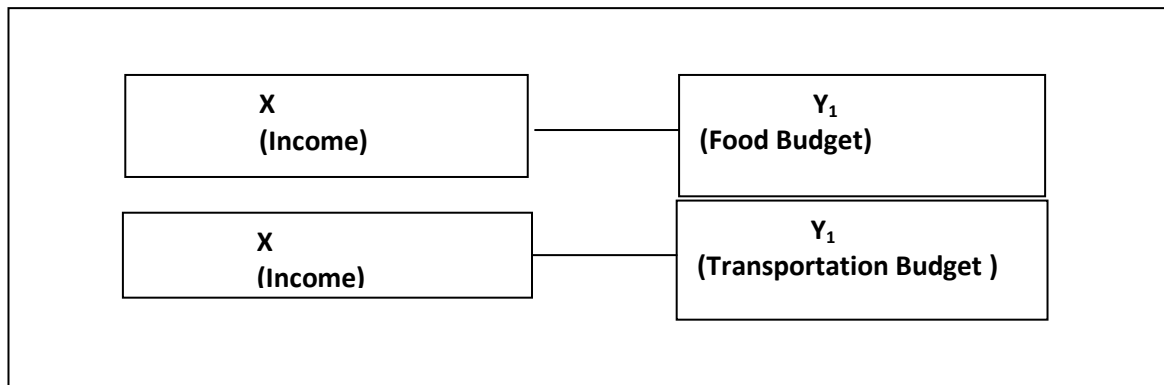 X
(Income)
Y₁
(Food Budget)
X
(Income)
Y₁
(Transportation Budget )